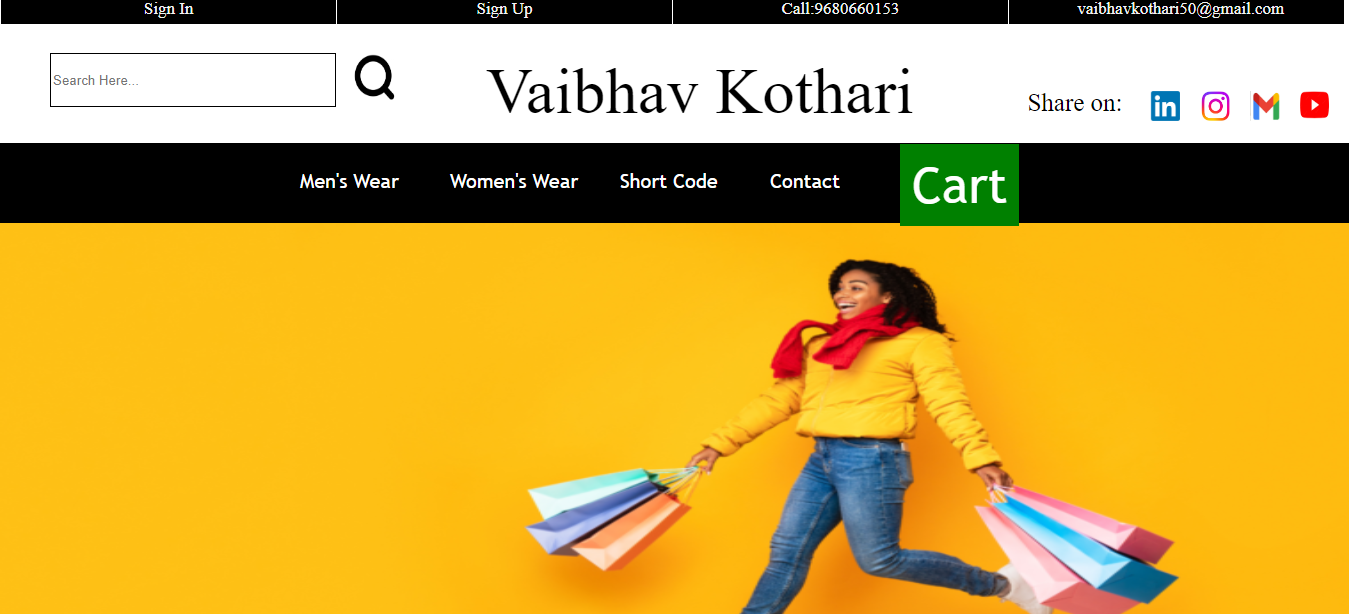 Sign In
Sign Up
Call:9680660153
vaibhavkothari50@gmail.com
Search Here...
Vaibhav Kothari
Share on:
in
Men's Wear
Women's Wear
Short Code
Contact
Cart